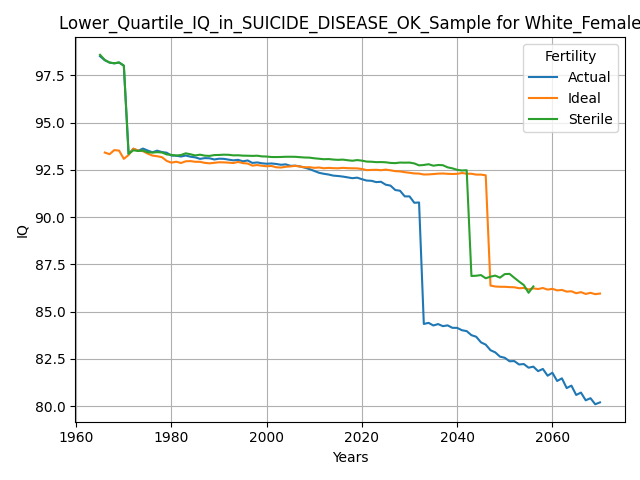 Lower_Quartile_IQ_in_SUICIDE_DISEASE_OK_Sample for White_Female
Fertility
Actual
Ideal
Sterile
97.5
95.0
92.5
90.0
87.5
85.0
82.5
80.0
IQ
1960
1980
2000
2020
2040
2060
Years